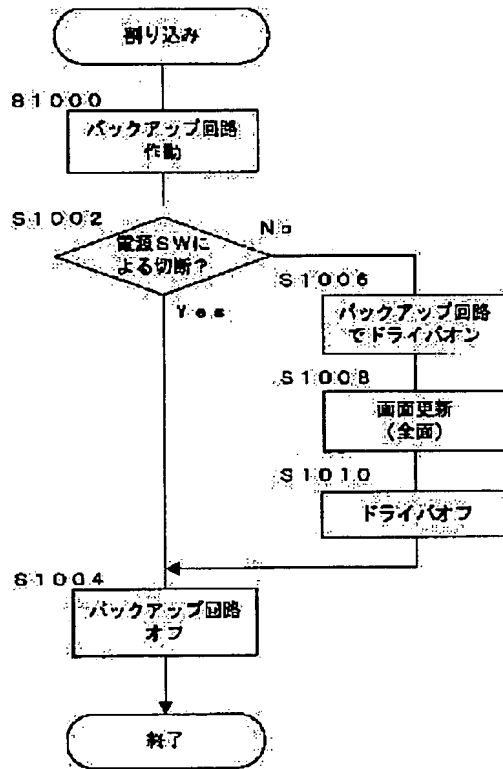 割り込み
S1000
バックアップ回路
作動
S1002
電源SWに
よる切断？
No
Yes
S1006
バックアップ回路
でドライバオン
S1008
画面更新
(全面)
S1010
ドライバオフ
S1004
バックアップ回路
オフ
終了